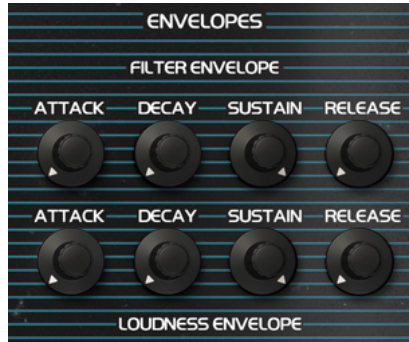 ENVELOPES
FILTER ENVELOPE
ATTACK DECAY SUSTAIN RELEASE
ATTACK DECAY SUSTAIN RELEASE
LOUDNESS ENVELOPE